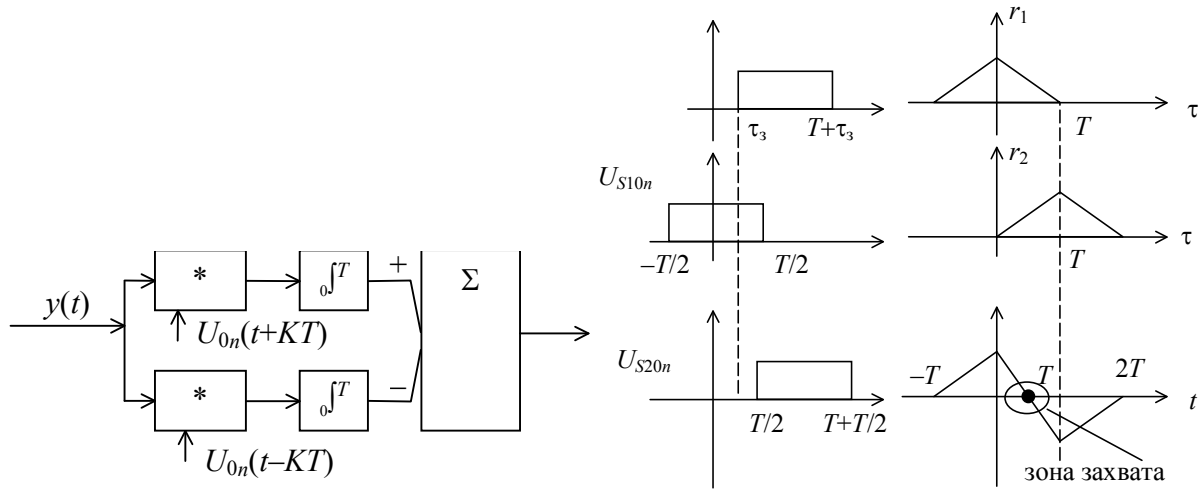 y(t)
*
₀∫ᵀ
+
Σ
U₀ₙ(t+KT)
*
₀∫ᵀ
−
U₀ₙ(t−KT)
τ₃
T+τ₃
r₁
T
τ
U_S10n
−T/2
T/2
r₂
T
τ
U_S20n
T/2
T+T/2
−T
T
2T
t
зона захвата